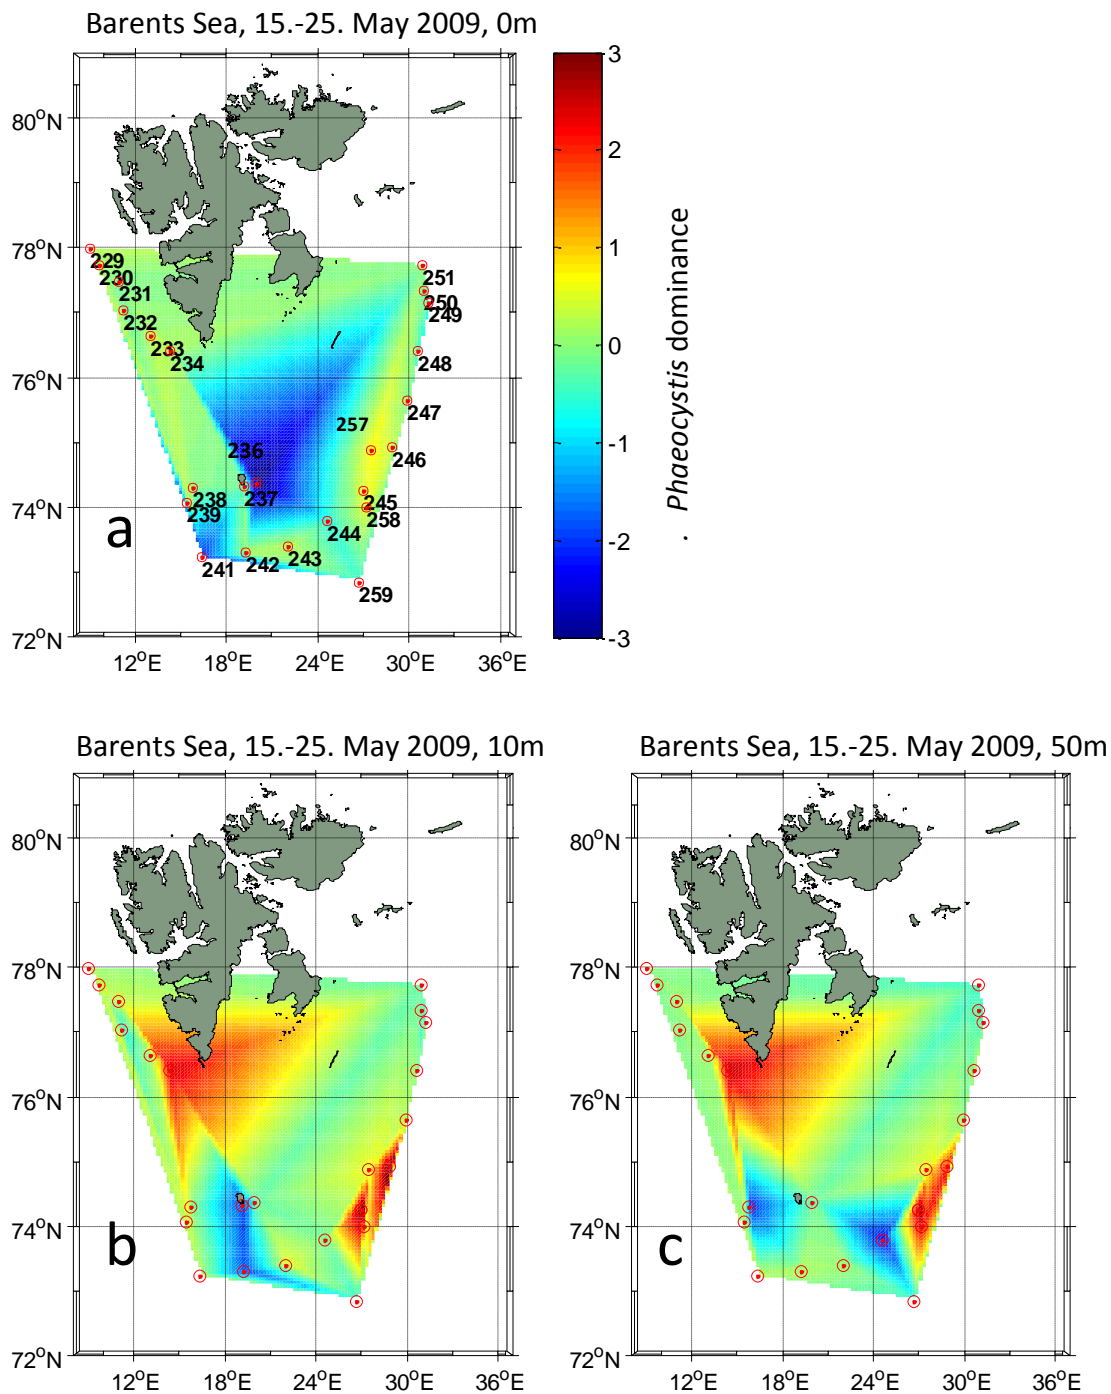 Barents Sea, 15.-25. May 2009, 0m
80°N
78°N
76°N
74°N
72°N
12°E 18°E 24°E 30°E 36°E
229
230
231
232
233
234
236
237
238
239
241
242
243
244
245
258
259
246
257
247
248
249
250
251
a
3
2
1
0
-1
-2
-3
. Phaeocystis dominance
Barents Sea, 15.-25. May 2009, 10m
80°N
78°N
76°N
74°N
72°N
12°E 18°E 24°E 30°E 36°E
b
Barents Sea, 15.-25. May 2009, 50m
80°N
78°N
76°N
74°N
72°N
12°E 18°E 24°E 30°E 36°E
c